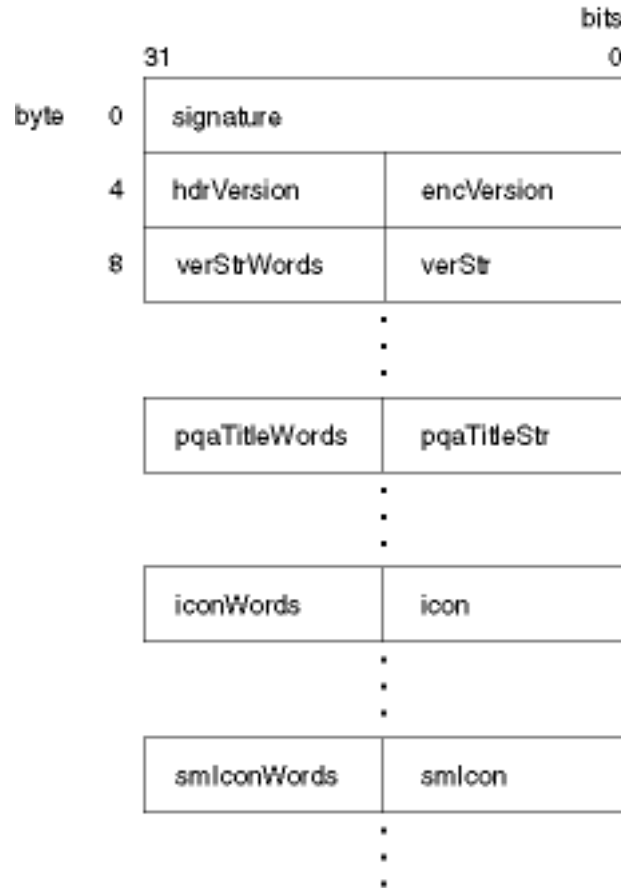 bits
31 0
byte 0 signature
4 hdrVersion encVersion
8 verStrWords verStr
pqaTitleWords pqaTitleStr
iconWords icon
smIconWords smIcon